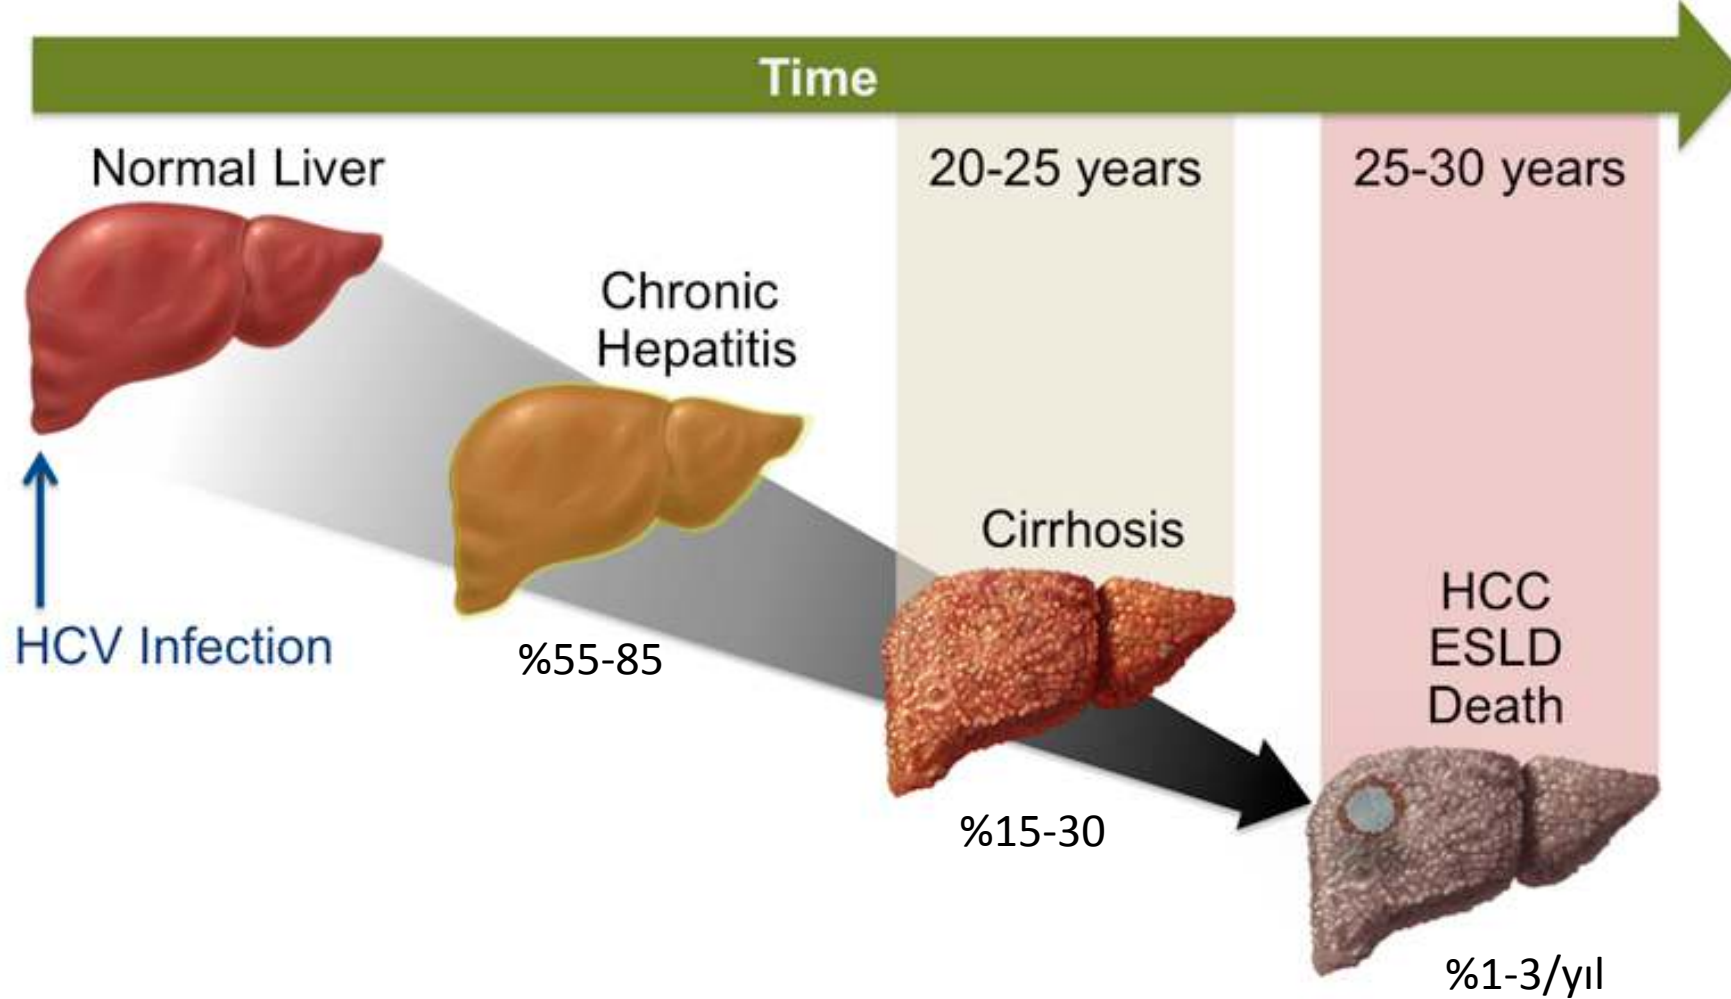 Time
Normal Liver
20-25 years
25-30 years
Chronic
Hepatitis
Cirrhosis
HCC
ESLD
Death
HCV Infection
%55-85
%15-30
%1-3/yıl